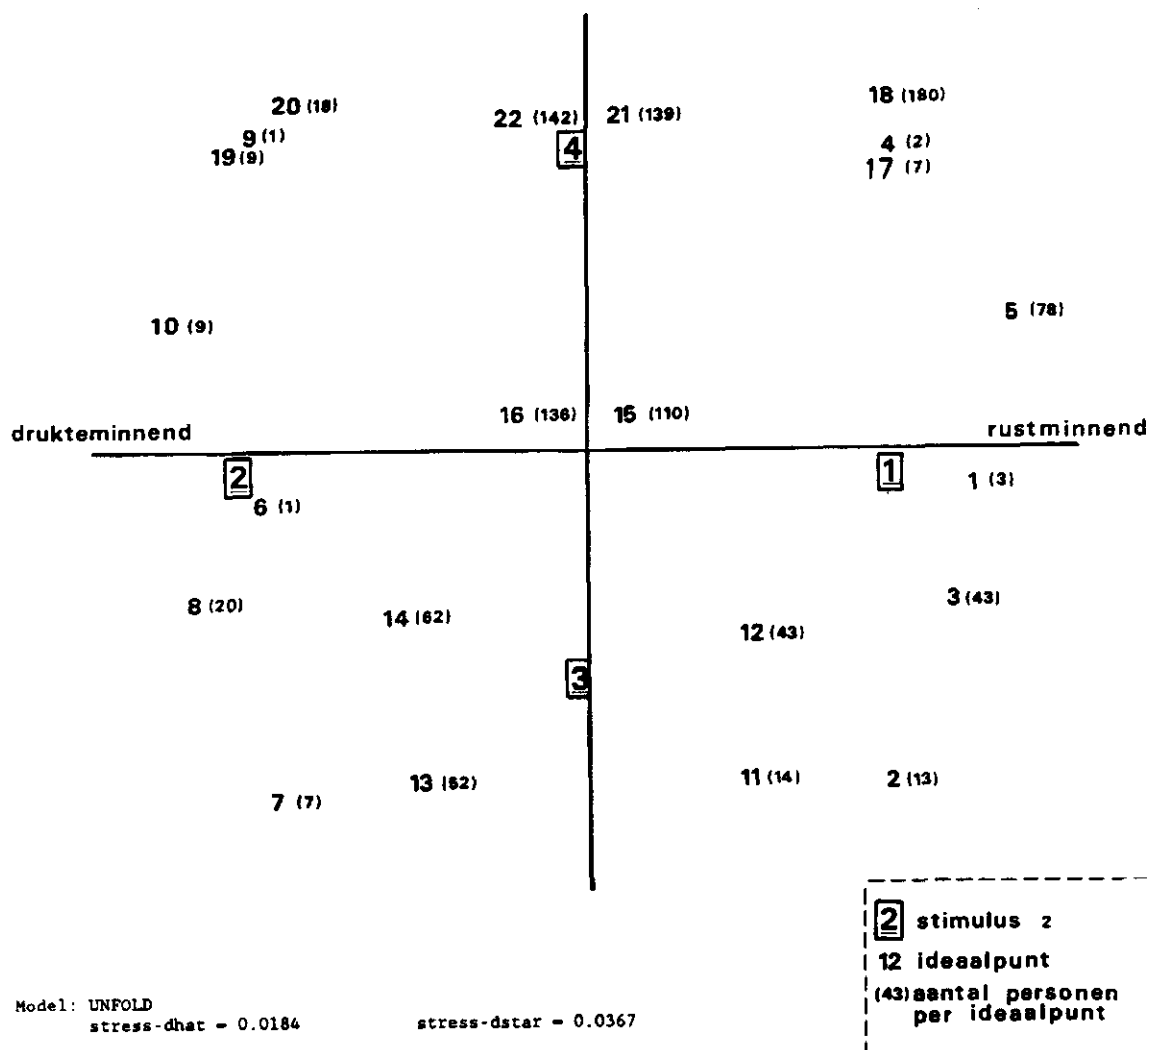 18 (180)
20 (18)
22 (142) 21 (139)
9 (1)
4 (2)
4
19 (9)
17 (7)
5 (78)
10 (9)
16 (136) 15 (110)
drukteminnend rustminnend
2
1
1 (3)
6 (1)
3 (43)
8 (20)
14 (62)
12 (43)
3
11 (14) 2 (13)
13 (52)
7 (7)
2 stimulus 2
12 ideaalpunt
(43) aantal personen
per ideaalpunt
Model: UNFOLD
stress-dhat = 0.0184 stress-dstar = 0.0367